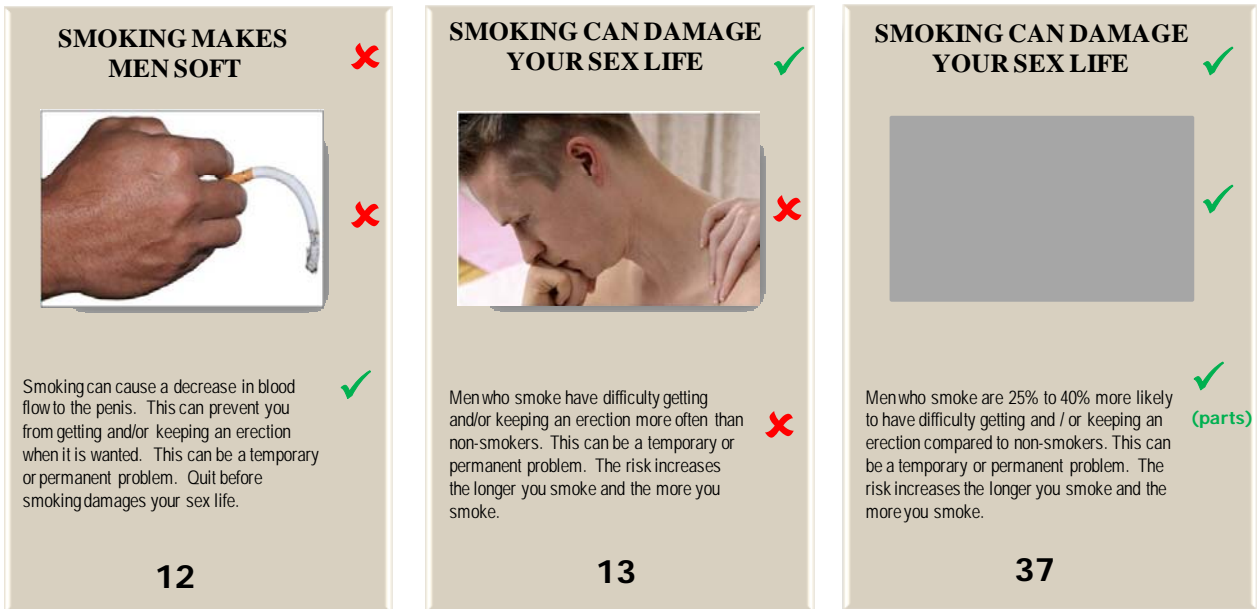 SMOKING MAKES
MEN SOFT
Smoking can cause a decrease in blood
flow to the penis. This can prevent you
from getting and/or keeping an erection
when it is wanted. This can be a temporary
or permanent problem. Quit before
smoking damages your sex life.
12
SMOKING CAN DAMAGE
YOUR SEX LIFE
Men who smoke have difficulty getting
and/or keeping an erection more often than
non-smokers. This can be a temporary or
permanent problem. The risk increases
the longer you smoke and the more you
smoke.
13
SMOKING CAN DAMAGE
YOUR SEX LIFE
Men who smoke are 25% to 40% more likely
to have difficulty getting and / or keeping an
erection compared to non-smokers. This can
be a temporary or permanent problem. The
risk increases the longer you smoke and the
more you smoke.
(parts)
37